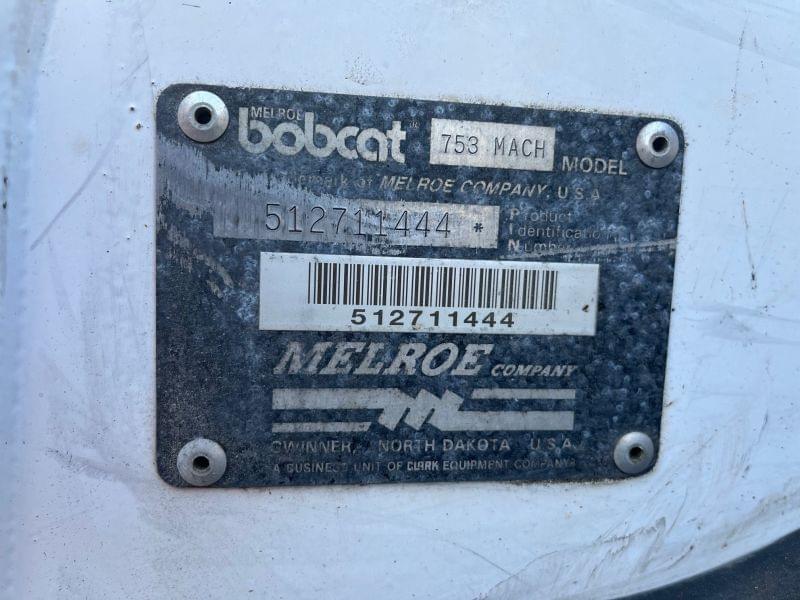 MELROE
bobcat 753 MACH MODEL
of MELROE COMPANY, U.S.A.
512711444* Product
Identification
Number
512711444
MELROE COMPANY
GWINNER, NORTH DAKOTA U.S.A.
A BUSINESS UNIT OF CLARK EQUIPMENT COMPANY